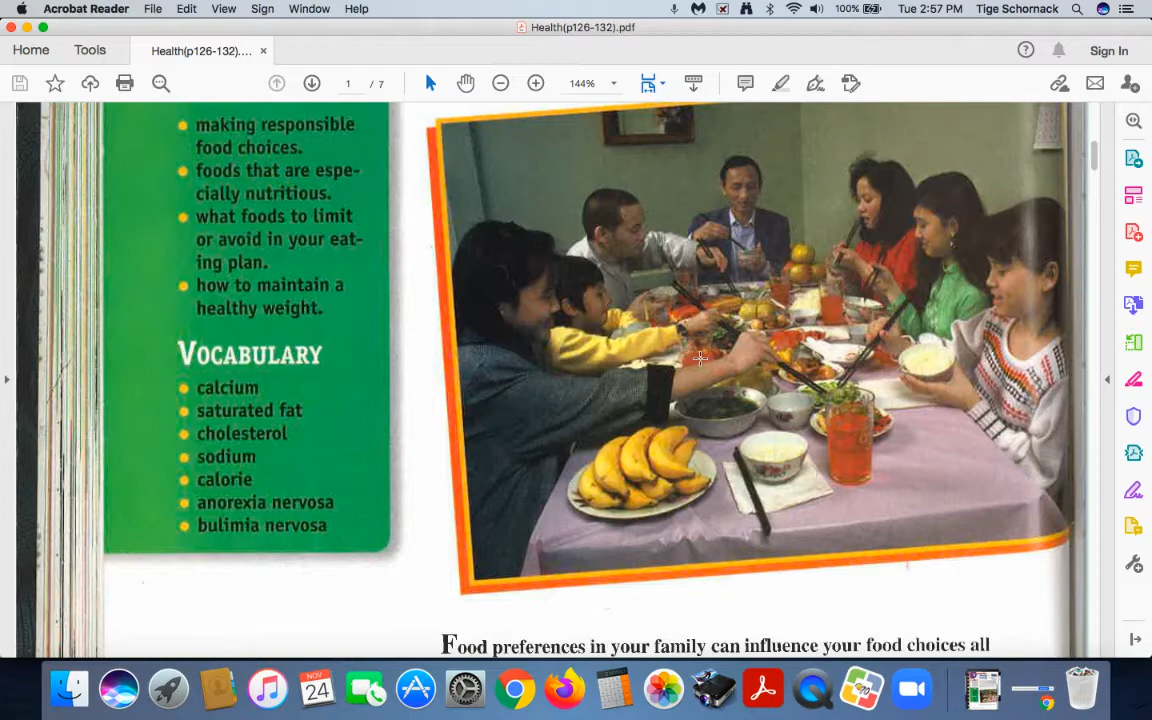 Acrobat Reader File Edit View Sign Window Help 100% Tue 2:57 PM Tige Schornack
Health(p126-132).pdf
Home Tools Health(p126-132).... × Sign In
1 / 7 144%
making responsible
food choices.
foods that are espe-
cially nutritious.
what foods to limit
or avoid in your eat-
ing plan.
how to maintain a
healthy weight.
VOCABULARY
calcium
saturated fat
cholesterol
sodium
calorie
anorexia nervosa
bulimia nervosa
Food preferences in your family can influence your food choices all
NOV
24